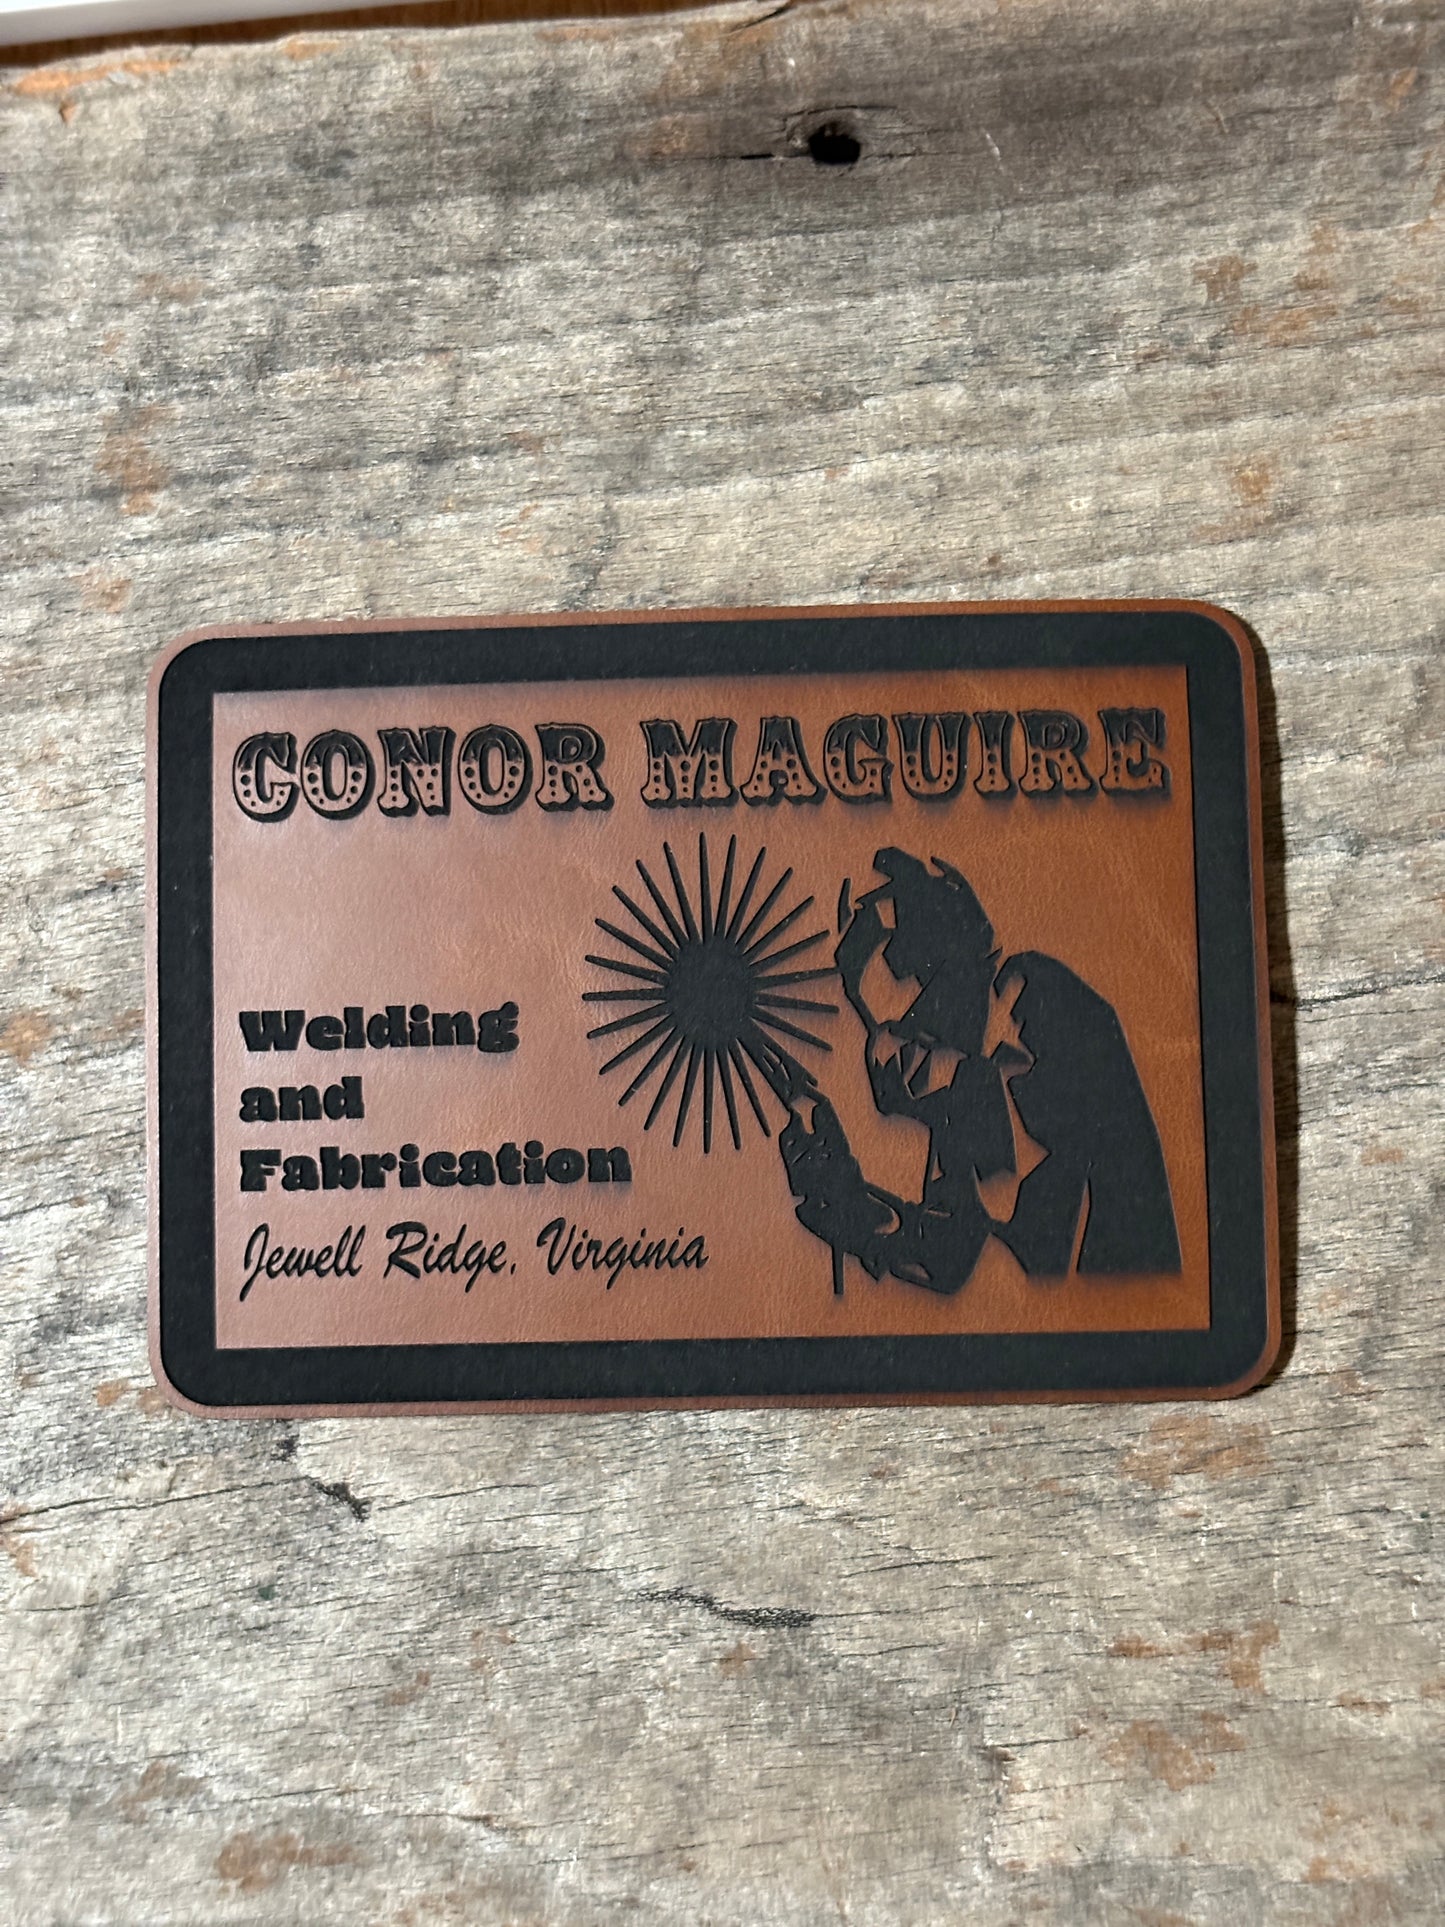 CONOR MAGUIRE
Welding
and
Fabrication
Jewell Ridge, Virginia